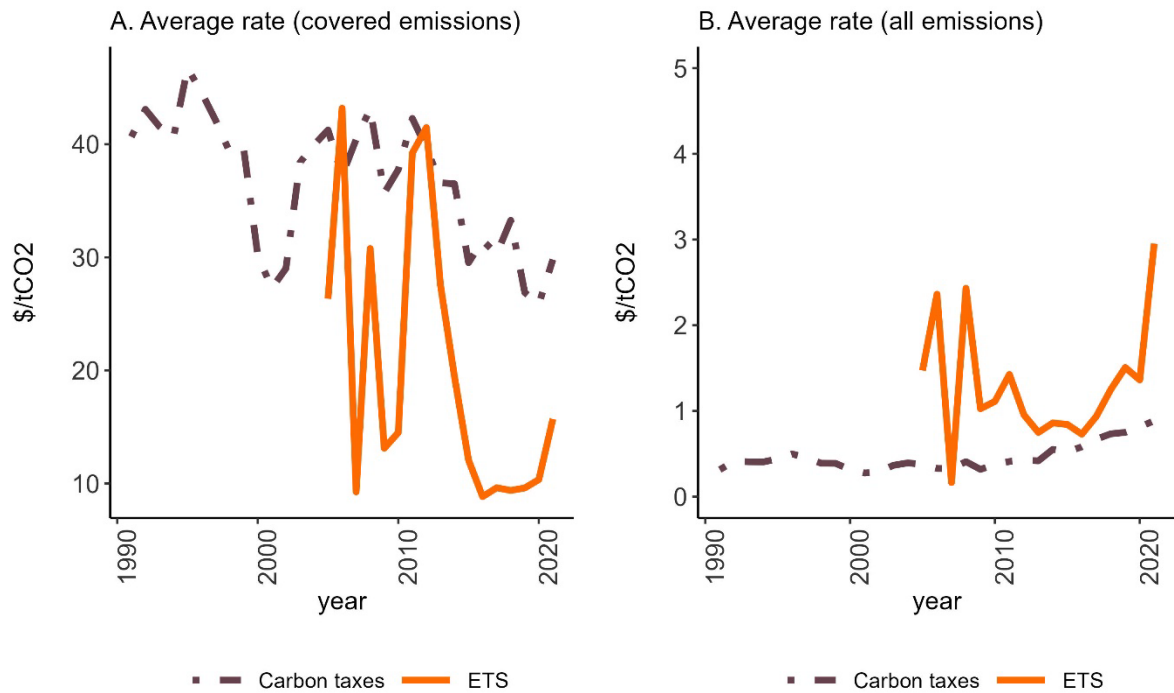 A. Average rate (covered emissions)
40
30
20
10
$/tCO2
1990
2000
2010
2020
year
Carbon taxes
ETS
B. Average rate (all emissions)
5
4
3
2
1
0
$/tCO2
1990
2000
2010
2020
year
Carbon taxes
ETS